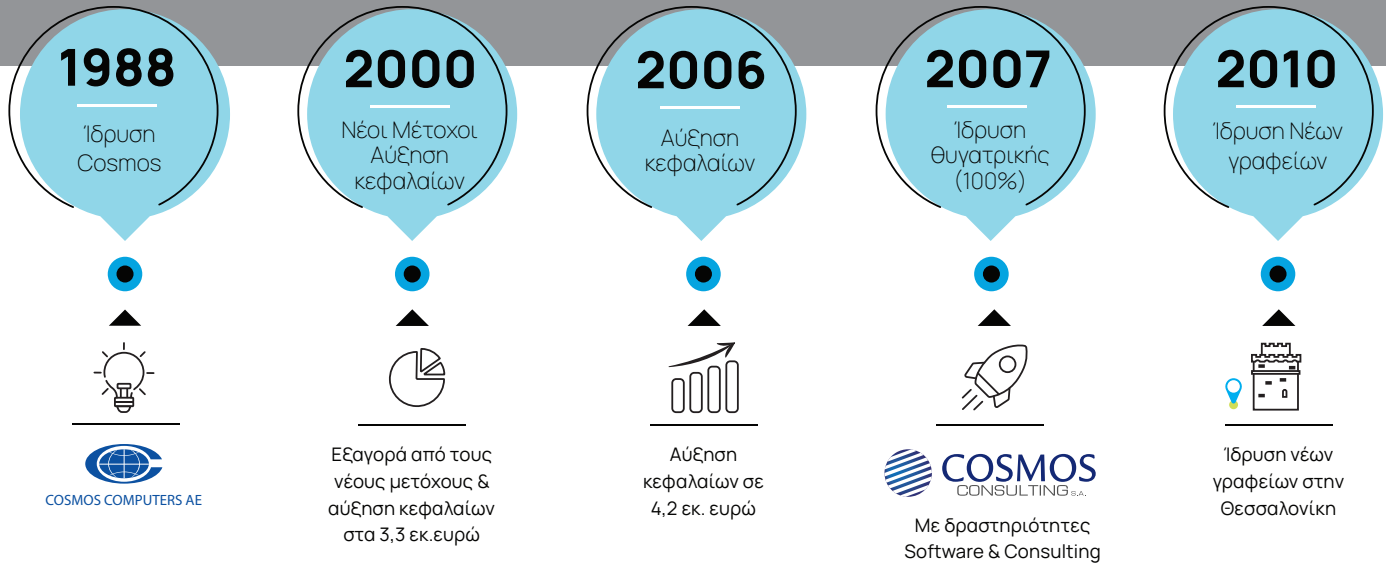 1988
Ίδρυση
Cosmos
COSMOS COMPUTERS AE
2000
Νέοι Μέτοχοι
Αύξηση
κεφαλαίων
Εξαγορά από τους
νέους μετόχους &
αύξηση κεφαλαίων
στα 3,3 εκ.ευρώ
2006
Αύξηση
κεφαλαίων
Αύξηση
κεφαλαίων σε
4,2 εκ. ευρώ
2007
Ίδρυση
θυγατρικής
(100%)
COSMOS
CONSULTING S.A.
Με δραστηριότητες
Software & Consulting
2010
Ίδρυση Νέων
γραφείων
Ίδρυση νέων
γραφείων στην
Θεσσαλονίκη